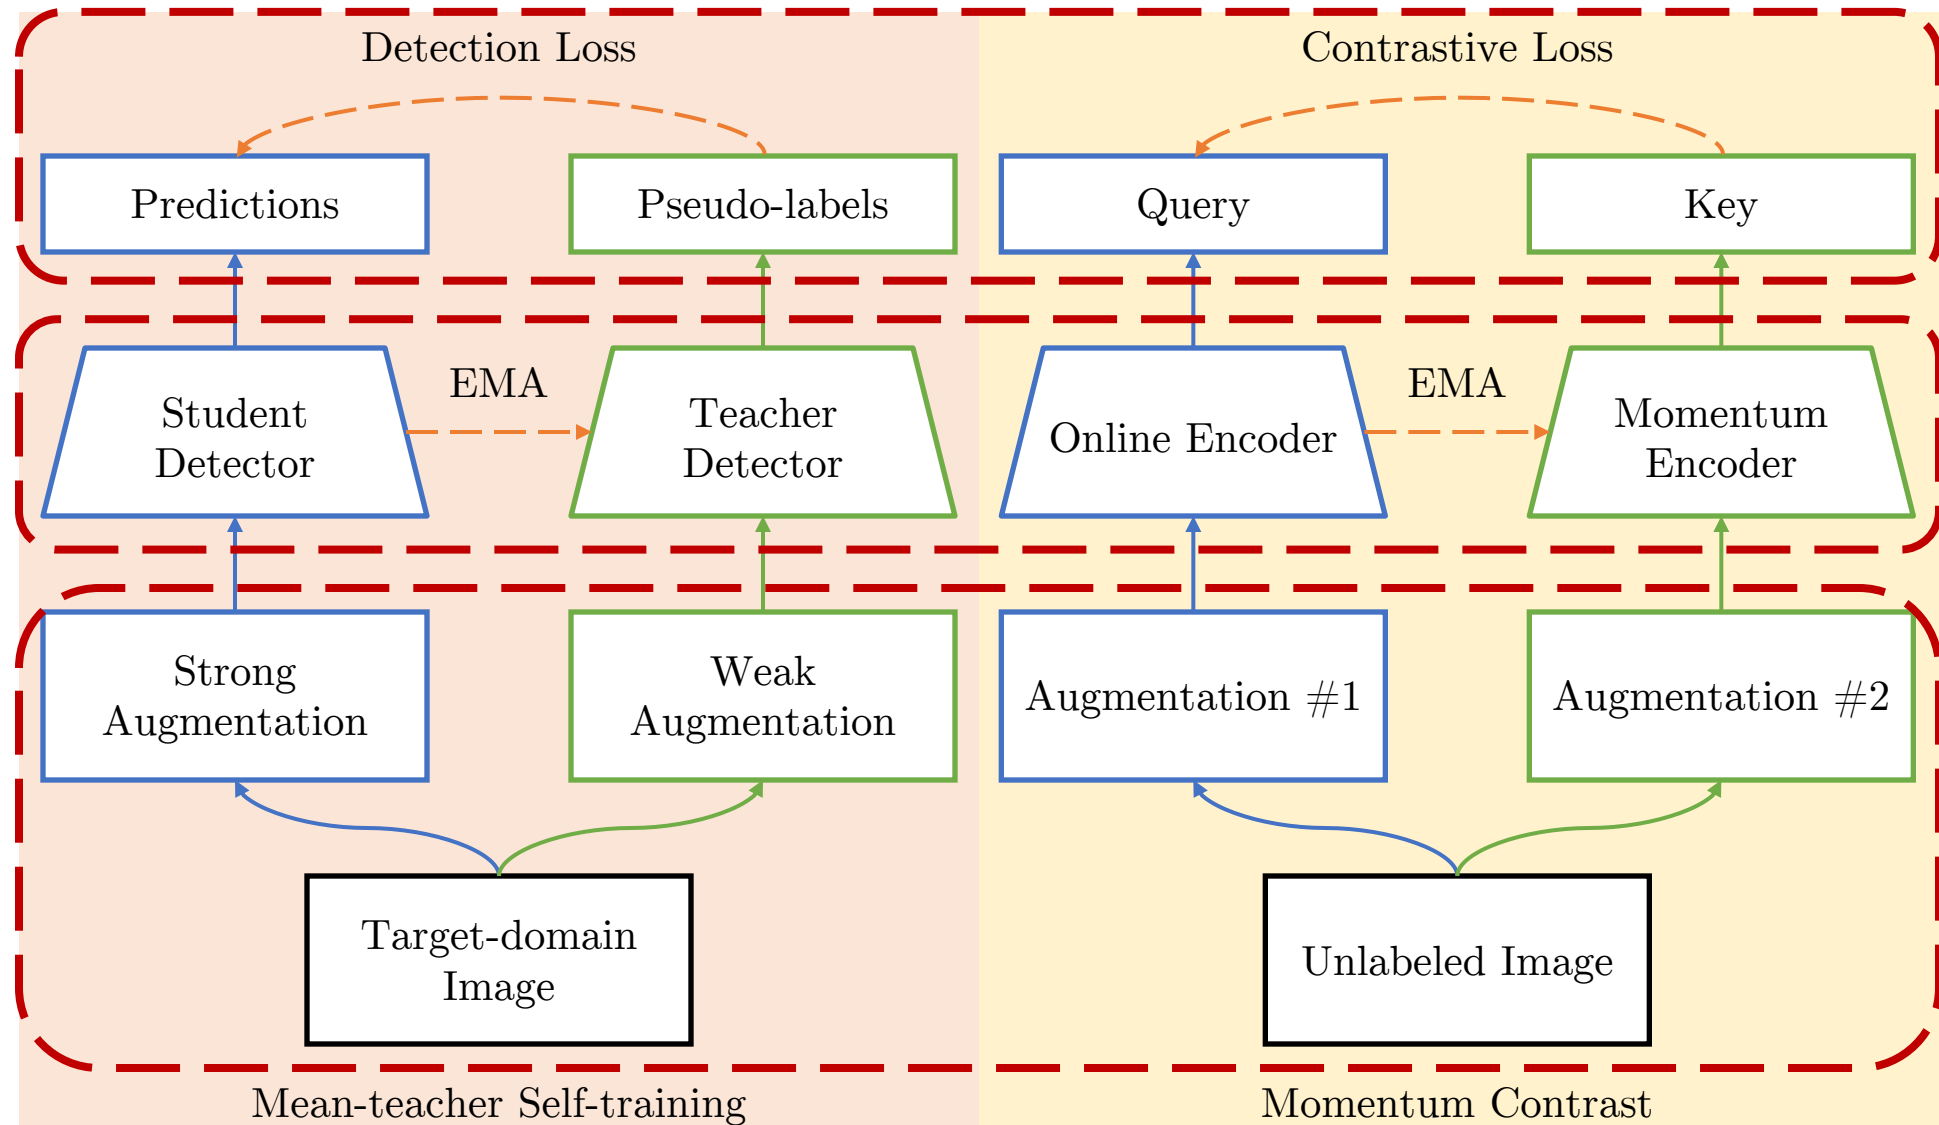 Detection Loss
Contrastive Loss
Predictions
Pseudo-labels
Query
Key
Student
Detector
EMA
Teacher
Detector
Online Encoder
EMA
Momentum
Encoder
Strong
Augmentation
Weak
Augmentation
Augmentation #1
Augmentation #2
Target-domain
Image
Unlabeled Image
Mean-teacher Self-training
Momentum Contrast